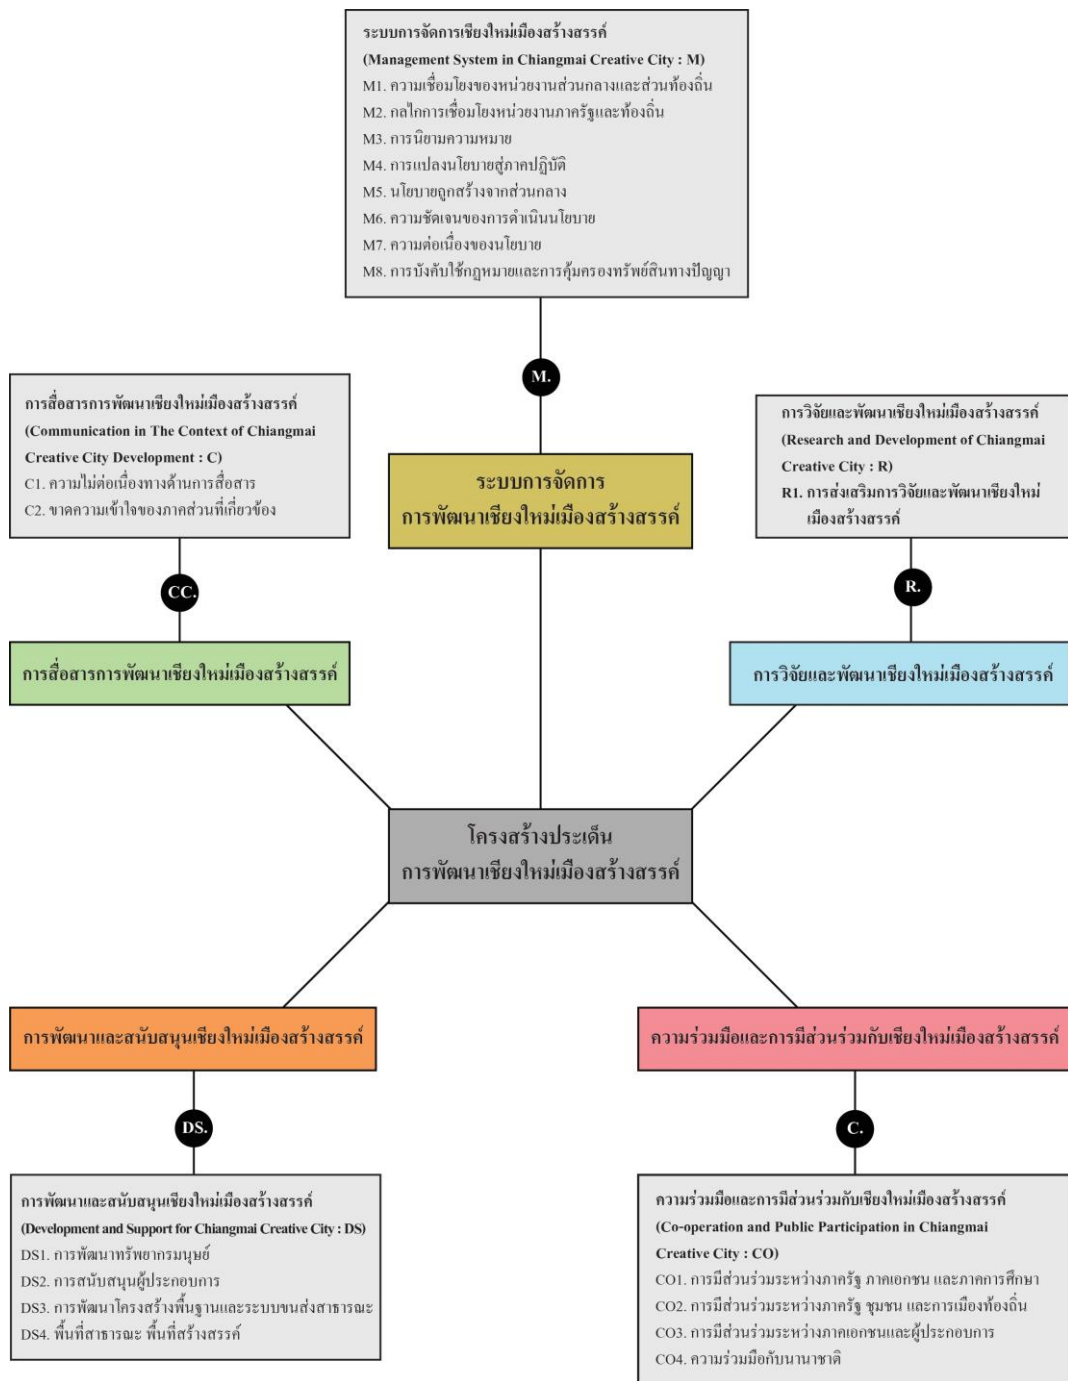 ระบบการจัดการเชียงใหม่เมืองสร้างสรรค์
(Management System in Chiangmai Creative City : M)
M1. ความเชื่อมโยงของหน่วยงานส่วนกลางและส่วนท้องถิ่น
M2. กลไกการเชื่อมโยงหน่วยงานภาครัฐและท้องถิ่น
M3. การนิยามความหมาย
M4. การแปลงนโยบายสู่ภาคปฏิบัติ
M5. นโยบายถูกสร้างจากส่วนกลาง
M6. ความชัดเจนของการดำเนินนโยบาย
M7. ความต่อเนื่องของนโยบาย
M8. การบังคับใช้กฎหมายและการคุ้มครองทรัพย์สินทางปัญญา
M.
การสื่อสารการพัฒนาเชียงใหม่เมืองสร้างสรรค์
(Communication in The Context of Chiangmai
Creative City Development : C)
C1. ความไม่ต่อเนื่องทางด้านการสื่อสาร
C2. ขาดความเข้าใจของภาคส่วนที่เกี่ยวข้อง
ระบบการจัดการ
การพัฒนาเชียงใหม่เมืองสร้างสรรค์
การวิจัยและพัฒนาเชียงใหม่เมืองสร้างสรรค์
(Research and Development of Chiangmai
Creative City : R)
R1. การส่งเสริมการวิจัยและพัฒนาเชียงใหม่
เมืองสร้างสรรค์
CC.
R.
การสื่อสารการพัฒนาเชียงใหม่เมืองสร้างสรรค์
การวิจัยและพัฒนาเชียงใหม่เมืองสร้างสรรค์
โครงสร้างประเด็น
การพัฒนาเชียงใหม่เมืองสร้างสรรค์
การพัฒนาและสนับสนุนเชียงใหม่เมืองสร้างสรรค์
ความร่วมมือและการมีส่วนร่วมกับเชียงใหม่เมืองสร้างสรรค์
DS.
C.
การพัฒนาและสนับสนุนเชียงใหม่เมืองสร้างสรรค์
(Development and Support for Chiangmai Creative City : DS)
DS1. การพัฒนาทรัพยากรมนุษย์
DS2. การสนับสนุนผู้ประกอบการ
DS3. การพัฒนาโครงสร้างพื้นฐานและระบบขนส่งสาธารณะ
DS4. พื้นที่สาธารณะ พื้นที่สร้างสรรค์
ความร่วมมือและการมีส่วนร่วมกับเชียงใหม่เมืองสร้างสรรค์
(Co-operation and Public Participation in Chiangmai
Creative City : CO)
CO1. การมีส่วนร่วมระหว่างภาครัฐ ภาคเอกชน และภาคการศึกษา
CO2. การมีส่วนร่วมระหว่างภาครัฐ ชุมชน และการเมืองท้องถิ่น
CO3. การมีส่วนร่วมระหว่างภาคเอกชนและผู้ประกอบการ
CO4. ความร่วมมือกับนานาชาติ